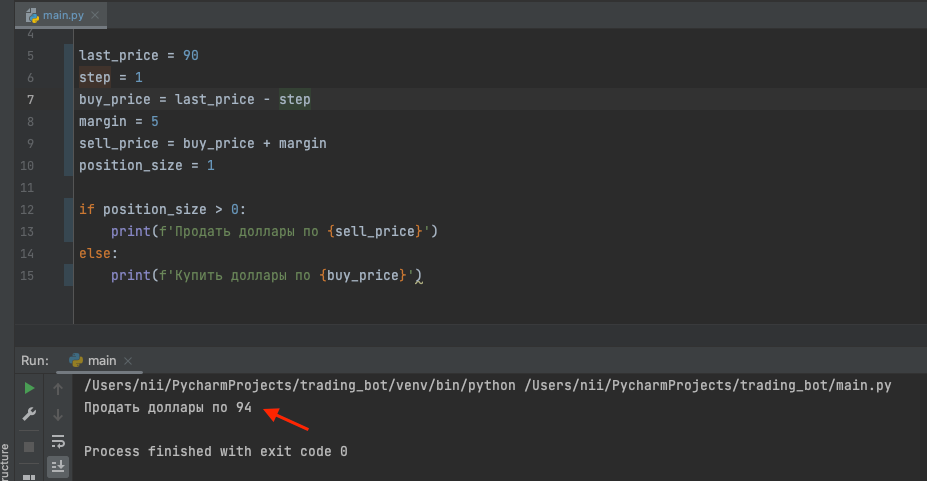 main.py
4
5 last_price = 90
6 step = 1
7 buy_price = last_price - step
8 margin = 5
9 sell_price = buy_price + margin
10 position_size = 1
11
12 if position_size > 0:
13 print(f'Продать доллары по {sell_price}')
14 else:
15 print(f'Купить доллары по {buy_price}')
Run: main
/Users/nii/PycharmProjects/trading_bot/venv/bin/python /Users/nii/PycharmProjects/trading_bot/main.py
Продать доллары по 94
Process finished with exit code 0
ructure